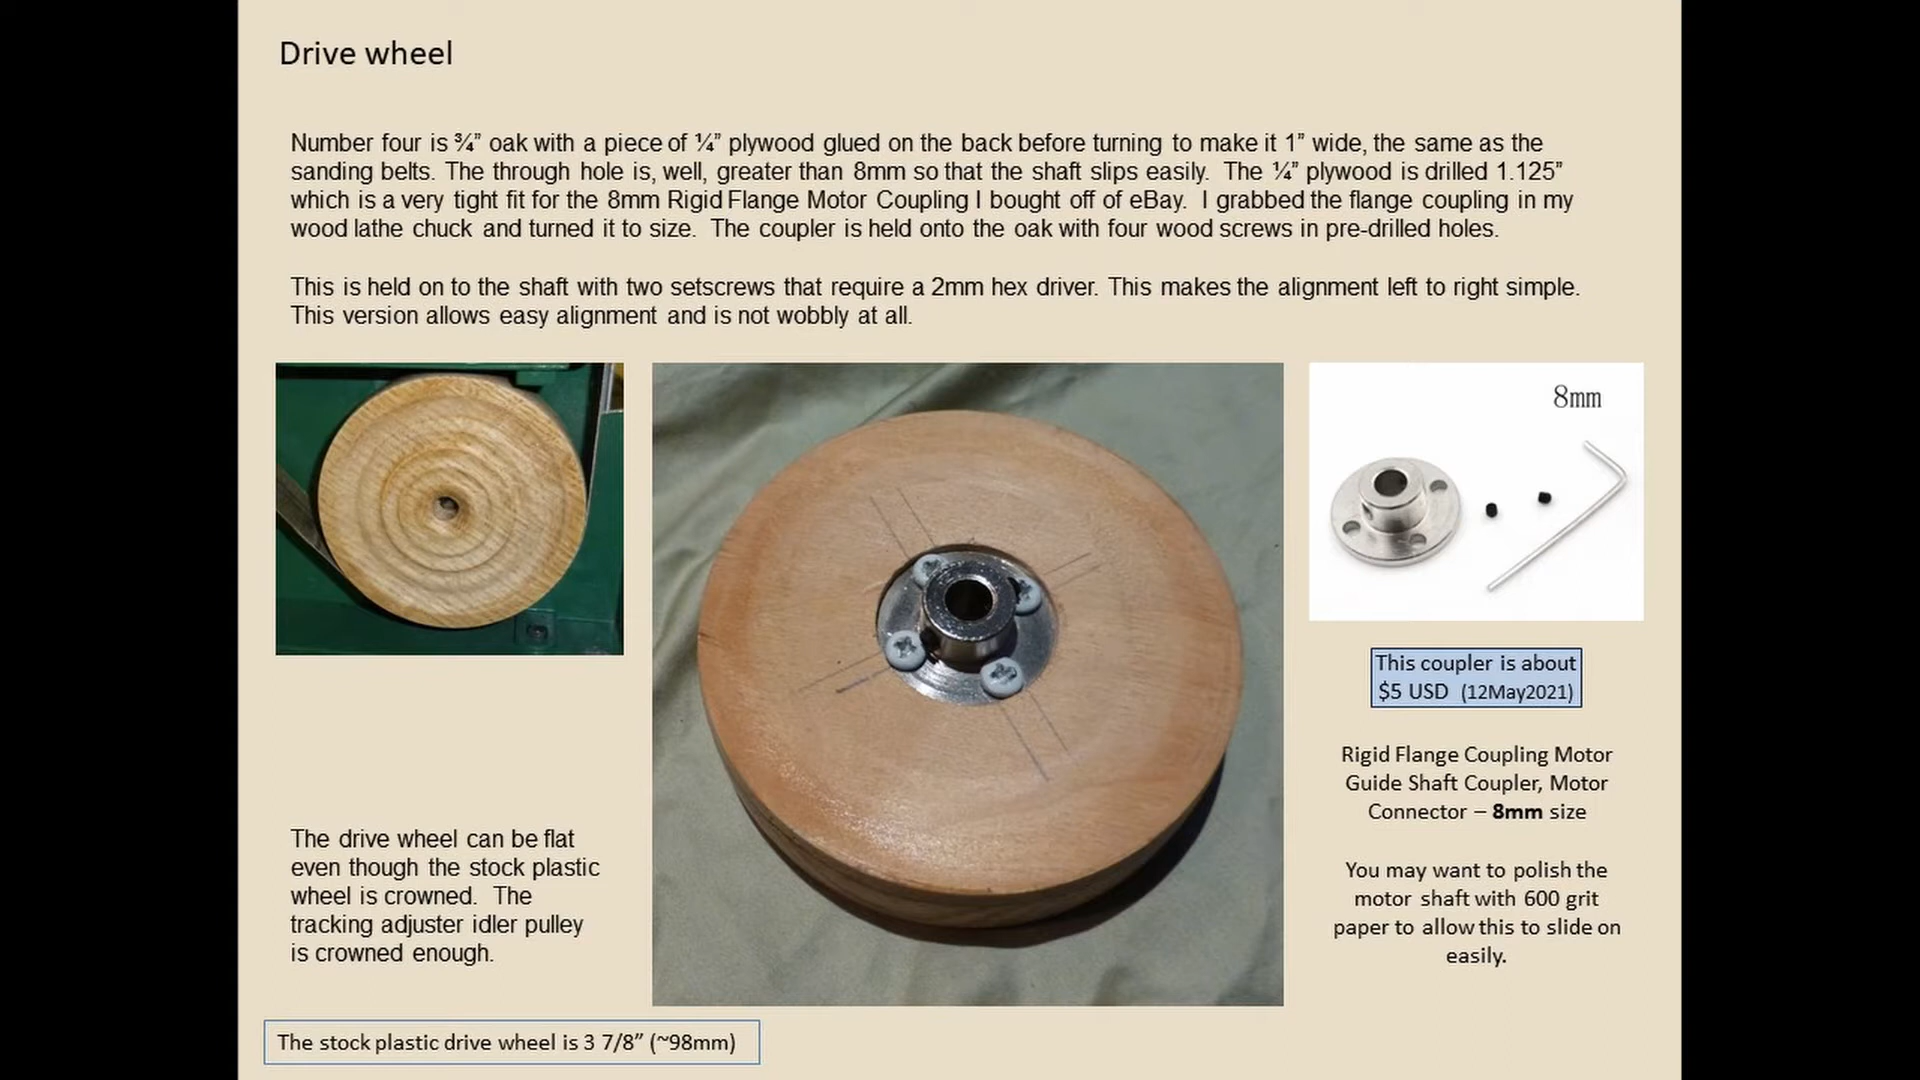 Drive wheel
Number four is ¾” oak with a piece of ¼” plywood glued on the back before turning to make it 1” wide, the same as the
sanding belts. The through hole is, well, greater than 8mm so that the shaft slips easily. The ¼” plywood is drilled 1.125”
which is a very tight fit for the 8mm Rigid Flange Motor Coupling I bought off of eBay. I grabbed the flange coupling in my
wood lathe chuck and turned it to size. The coupler is held onto the oak with four wood screws in pre-drilled holes.
This is held on to the shaft with two setscrews that require a 2mm hex driver. This makes the alignment left to right simple.
This version allows easy alignment and is not wobbly at all.
8mm
This coupler is about
$5 USD (12May2021)
Rigid Flange Coupling Motor
Guide Shaft Coupler, Motor
Connector – 8mm size
You may want to polish the
motor shaft with 600 grit
paper to allow this to slide on
easily.
The drive wheel can be flat
even though the stock plastic
wheel is crowned. The
tracking adjuster idler pulley
is crowned enough.
The stock plastic drive wheel is 3 7/8” (~98mm)